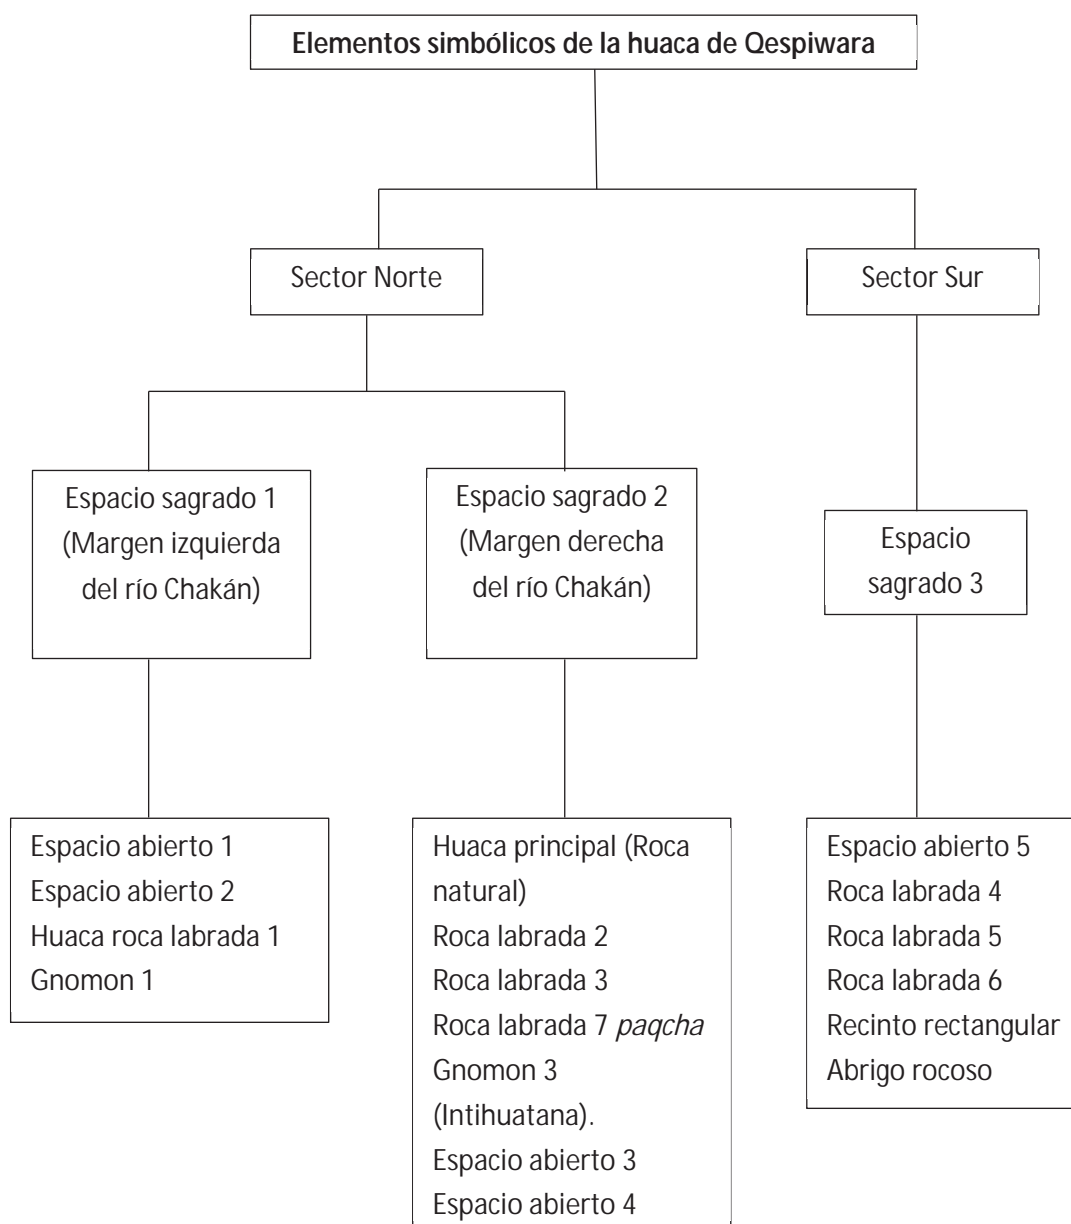 Elementos simbólicos de la huaca de Qespiwara
Sector Norte
Sector Sur
Espacio sagrado 1
(Margen izquierda
del río Chakán)
Espacio sagrado 2
(Margen derecha
del río Chakán)
Espacio
sagrado 3
Espacio abierto 1
Espacio abierto 2
Huaca roca labrada 1
Gnomon 1
Huaca principal (Roca
natural)
Roca labrada 2
Roca labrada 3
Roca labrada 7 paqcha
Gnomon 3
(Intihuatana).
Espacio abierto 3
Espacio abierto 4
Espacio abierto 5
Roca labrada 4
Roca labrada 5
Roca labrada 6
Recinto rectangular
Abrigo rocoso